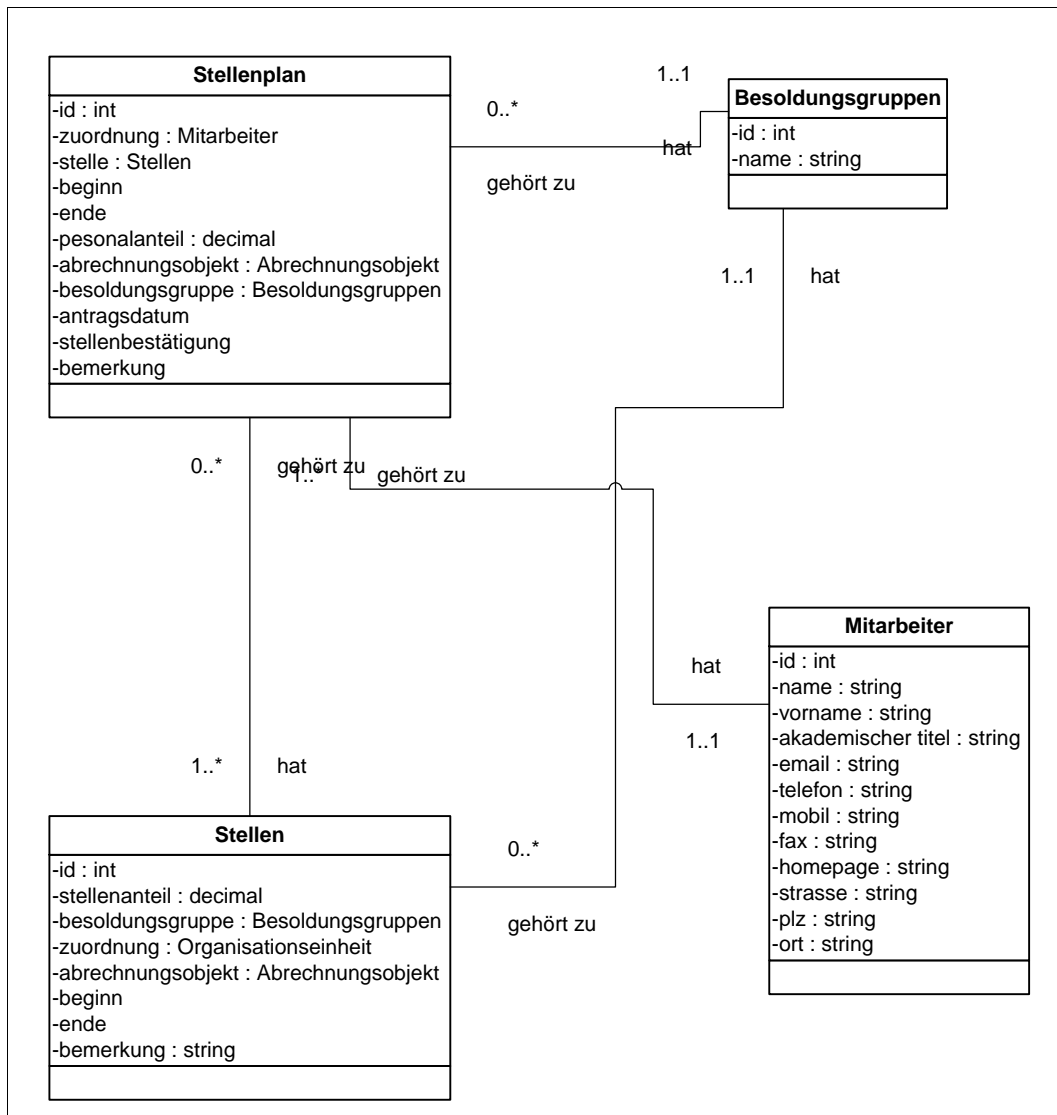 Stellenplan
-id : int
-zuordnung : Mitarbeiter
-stelle : Stellen
-beginn
-ende
-pesonalanteil : decimal
-abrechnungsobjekt : Abrechnungsobjekt
-besoldungsgruppe : Besoldungsgruppen
-antragsdatum
-stellenbestätigung
-bemerkung
0..*
gehört zu
1..1
hat
Besoldungsgruppen
-id : int
-name : string
1..1
hat
0..*
gehört zu
1..*
gehört zu
hat
1..1
Mitarbeiter
-id : int
-name : string
-vorname : string
-akademischer titel : string
-email : string
-telefon : string
-mobil : string
-fax : string
-homepage : string
-strasse : string
-plz : string
-ort : string
1..*
hat
Stellen
-id : int
-stellenanteil : decimal
-besoldungsgruppe : Besoldungsgruppen
-zuordnung : Organisationseinheit
-abrechnungsobjekt : Abrechnungsobjekt
-beginn
-ende
-bemerkung : string
0..*
gehört zu